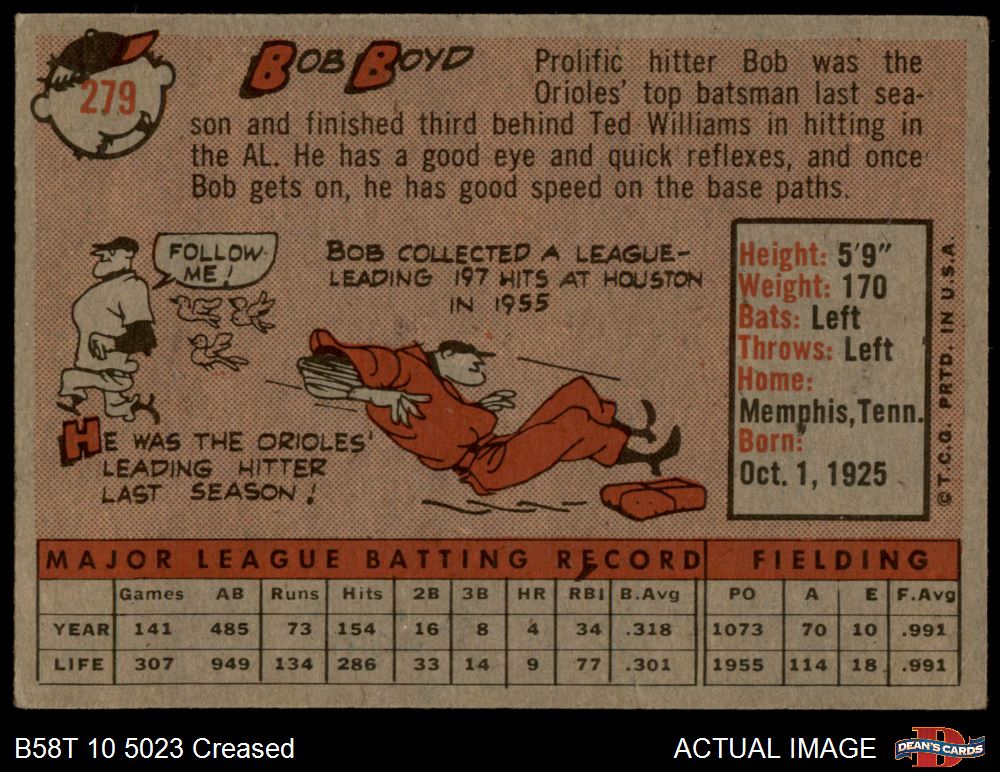 279
BOB BOYD
Prolific hitter Bob was the
Orioles' top batsman last sea-
son and finished third behind Ted Williams in hitting in
the AL. He has a good eye and quick reflexes, and once
Bob gets on, he has good speed on the base paths.
FOLLOW
ME!
BOB COLLECTED A LEAGUE-
LEADING 197 HITS AT HOUSTON
IN 1955
HE WAS THE ORIOLES'
LEADING HITTER
LAST SEASON!
Height: 5'9"
Weight: 170
Bats: Left
Throws: Left
Home:
Memphis, Tenn.
Born:
Oct. 1, 1925
© T.C.G. PRTD. IN U.S.A.
MAJOR LEAGUE BATTING RECORD FIELDING
Games AB Runs Hits 2B 3B HR RBI B.Avg PO A E F.Avg
YEAR 141 485 73 154 16 8 4 34 .318 1073 70 10 .991
LIFE 307 949 134 286 33 14 9 77 .301 1955 114 18 .991
B58T 10 5023 Creased
ACTUAL IMAGE
DEAN'S CARDS